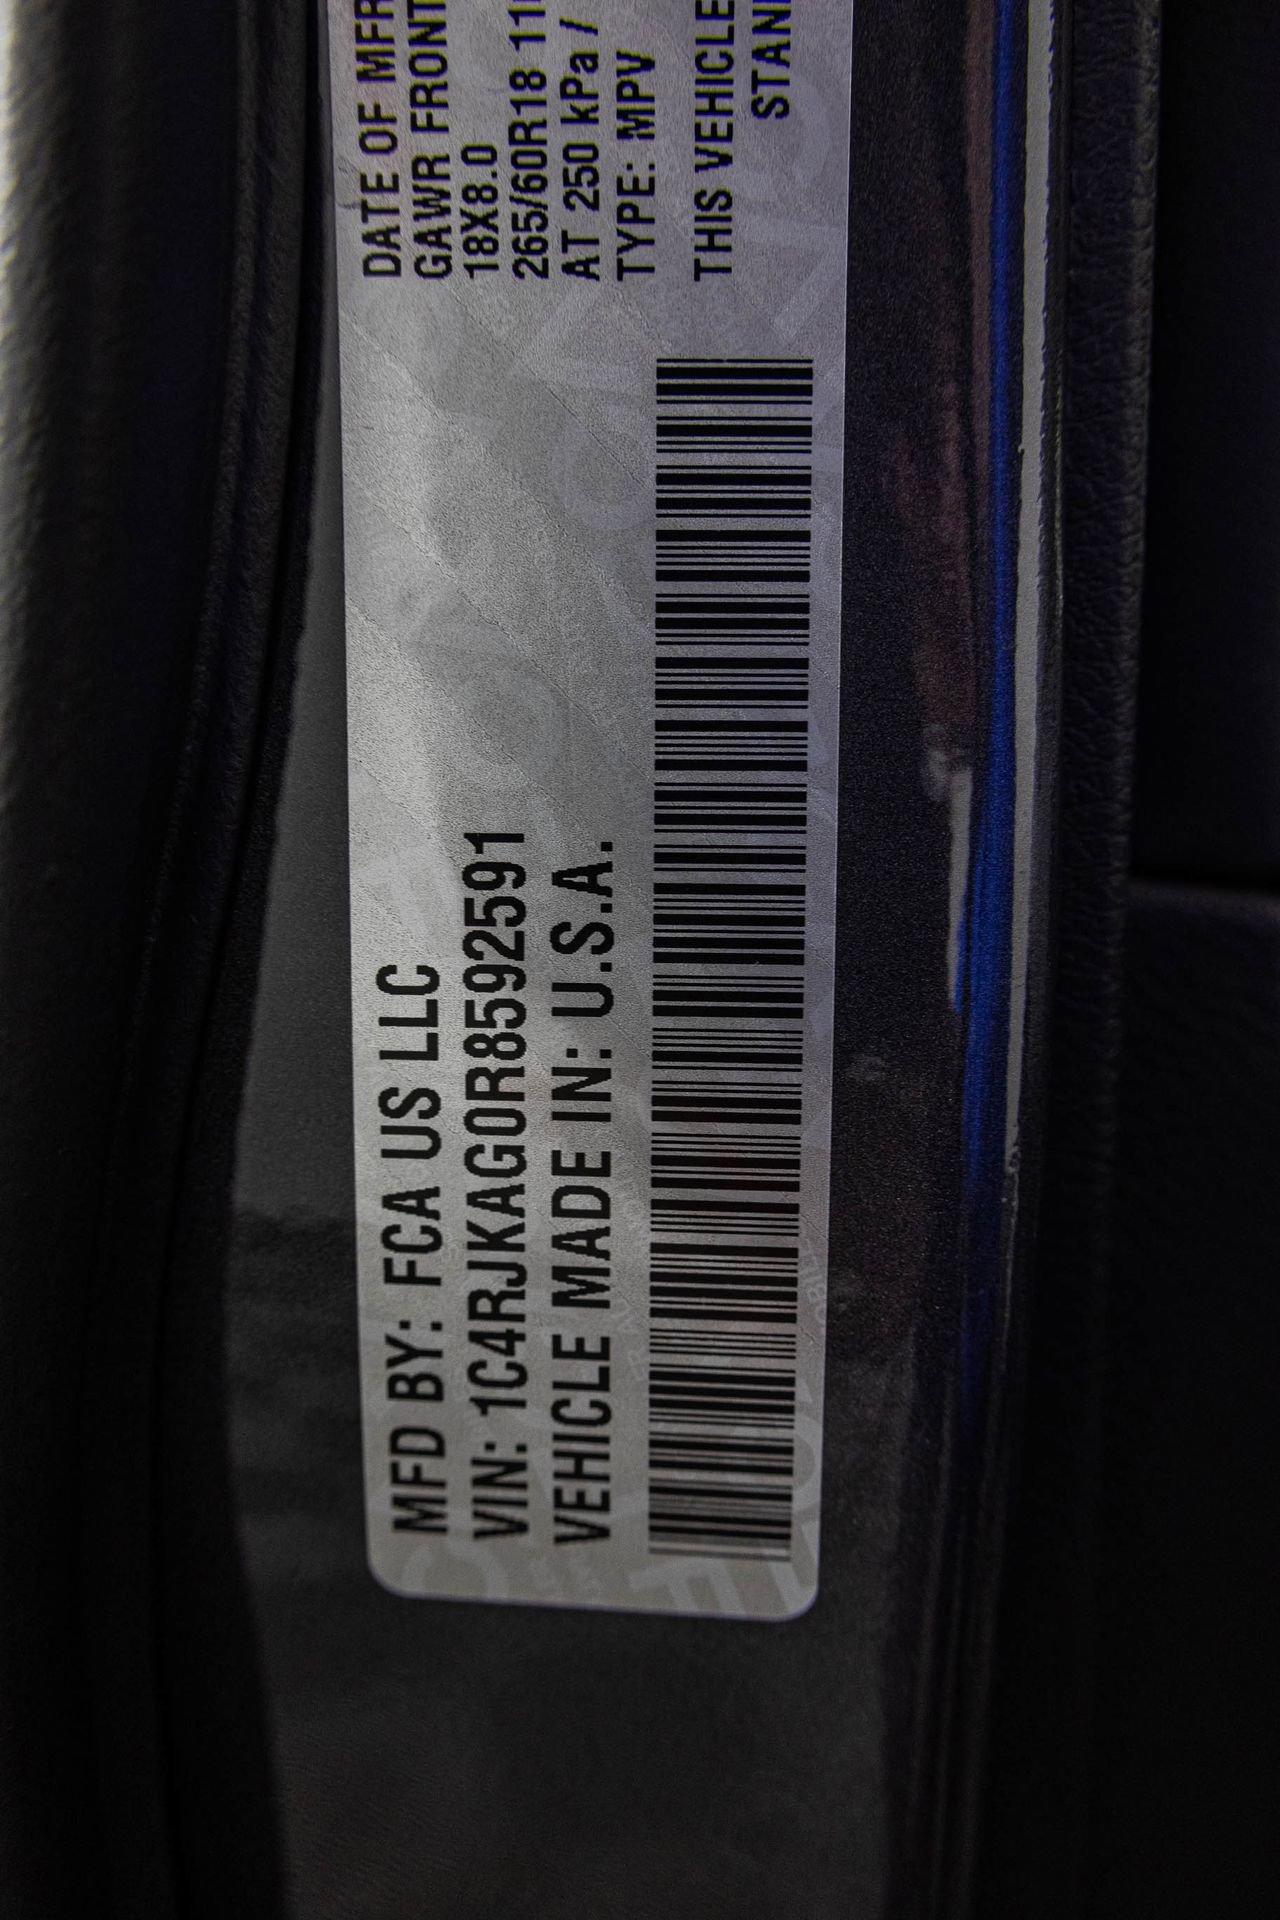 MFD BY: FCA US LLC
VIN: 1C4RJKAG0R8592591
VEHICLE MADE IN: U.S.A.
DATE OF MFR
GAWR FRONT
18X8.0
265/60R18 11
AT 250 kPa /
TYPE: MPV
THIS VEHICLE